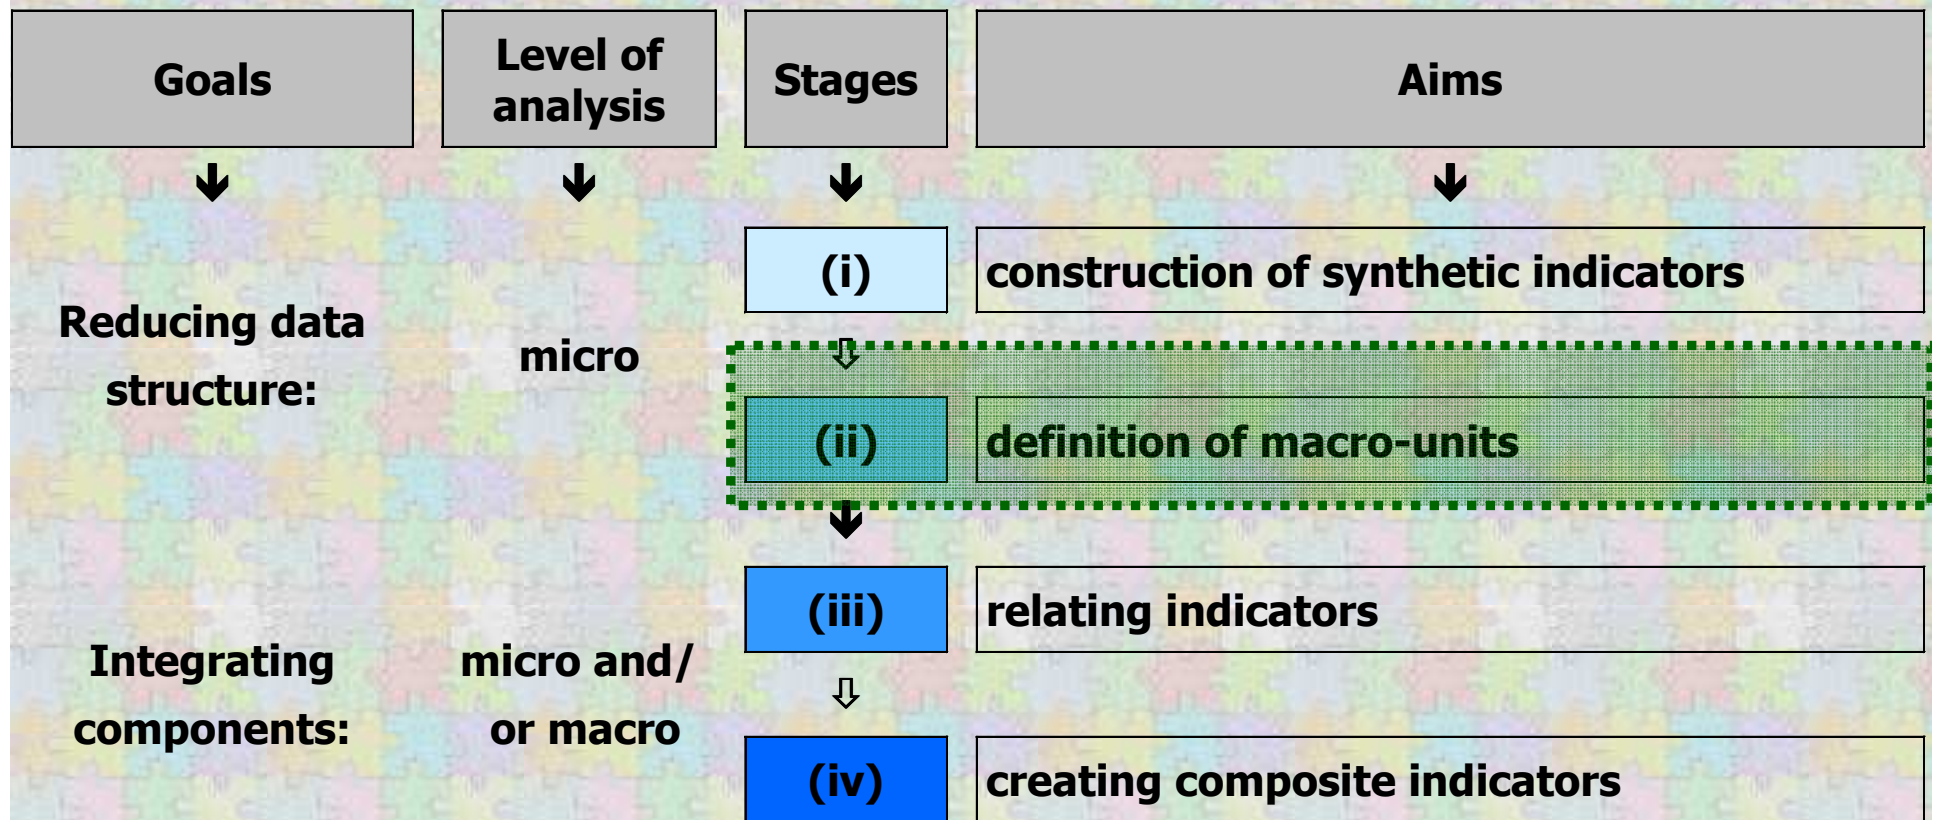 Goals
Level of
analysis
Stages
Aims
Reducing data
structure:
micro
(i)
construction of synthetic indicators
(ii)
definition of macro-units
Integrating
components:
micro and/
or macro
(iii)
relating indicators
(iv)
creating composite indicators